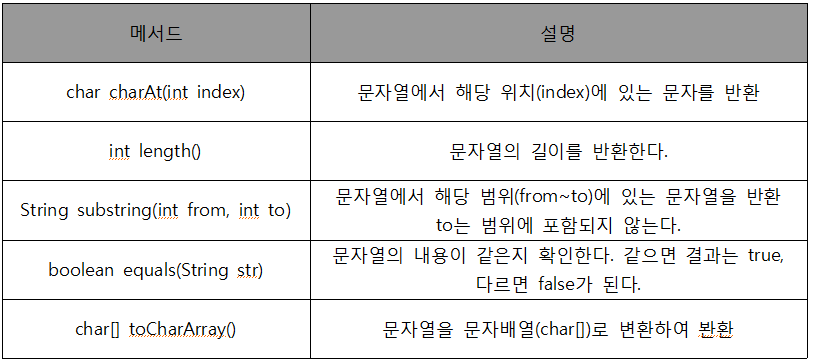 메서드 설명
char charAt(int index) 문자열에서 해당 위치(index)에 있는 문자를 반환
int length() 문자열의 길이를 반환한다.
String substring(int from, int to) 문자열에서 해당 범위(from~to)에 있는 문자열을 반환
to는 범위에 포함되지 않는다.
boolean equals(String str) 문자열의 내용이 같은지 확인한다. 같으면 결과는 true,
다르면 false가 된다.
char[] toCharArray() 문자열을 문자배열(char[])로 변환하여 봔환